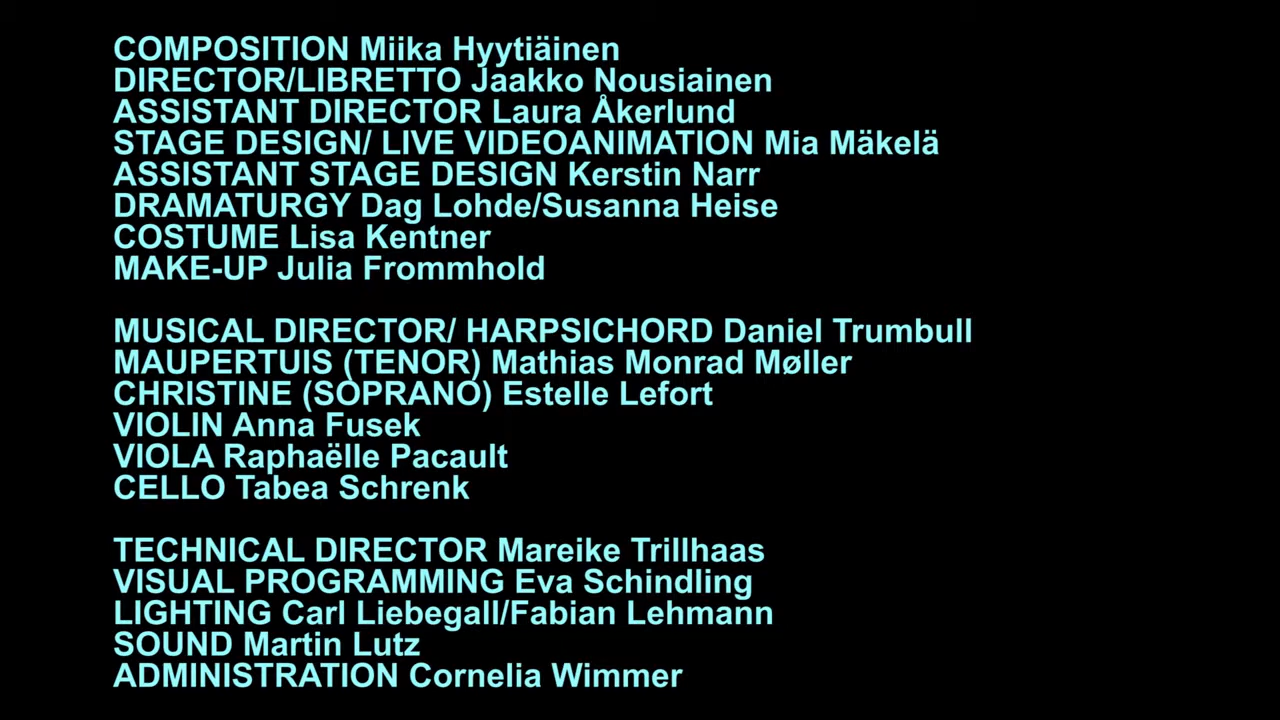 COMPOSITION Miika Hyytiäinen
DIRECTOR/LIBRETTO Jaakko Nousiainen
ASSISTANT DIRECTOR Laura Åkerlund
STAGE DESIGN/ LIVE VIDEOANIMATION Mia Mäkelä
ASSISTANT STAGE DESIGN Kerstin Narr
DRAMATURGY Dag Lohde/Susanna Heise
COSTUME Lisa Kentner
MAKE-UP Julia Frommhold
MUSICAL DIRECTOR/ HARPSICHORD Daniel Trumbull
MAUPERTUIS (TENOR) Mathias Monrad Møller
CHRISTINE (SOPRANO) Estelle Lefort
VIOLIN Anna Fusek
VIOLA Raphaëlle Pacault
CELLO Tabea Schrenk
TECHNICAL DIRECTOR Mareike Trillhaas
VISUAL PROGRAMMING Eva Schindling
LIGHTING Carl Liebegall/Fabian Lehmann
SOUND Martin Lutz
ADMINISTRATION Cornelia Wimmer